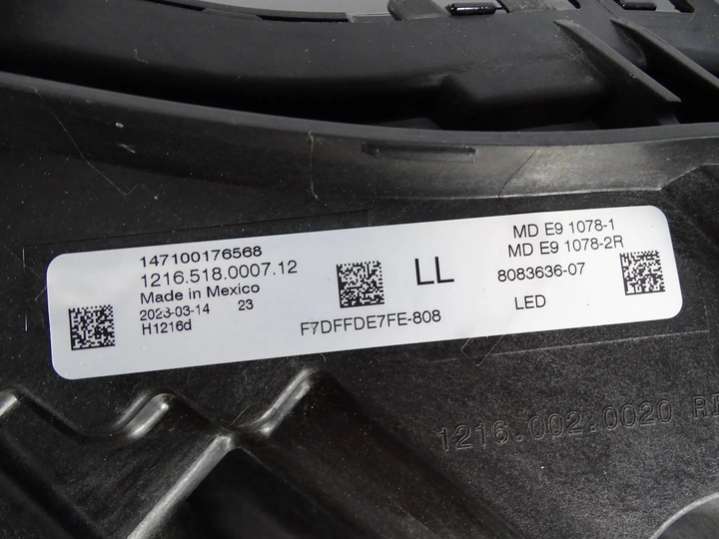 147100176568
1216.518.0007.12
Made in Mexico
2023-03-14 23
H1216d
LL
F7DFFDE7FE-808
MD E9 1078-1
MD E9 1078-2R
8083636-07
LED
1216.002.0020